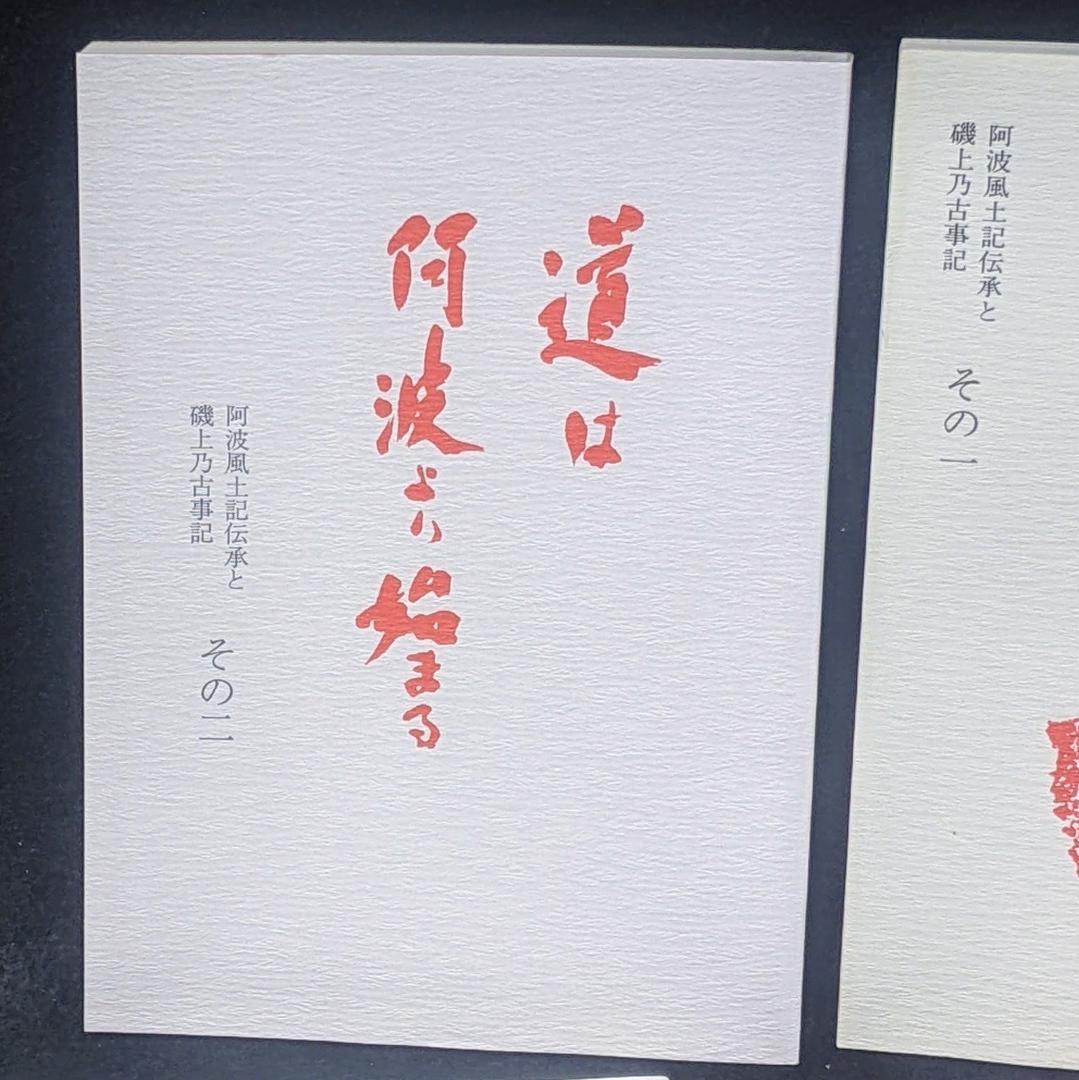 道は
阿波より始まる
阿波風土記伝承と
磯上乃古事記
その二
阿波風土記伝承と
磯上乃古事記
その一